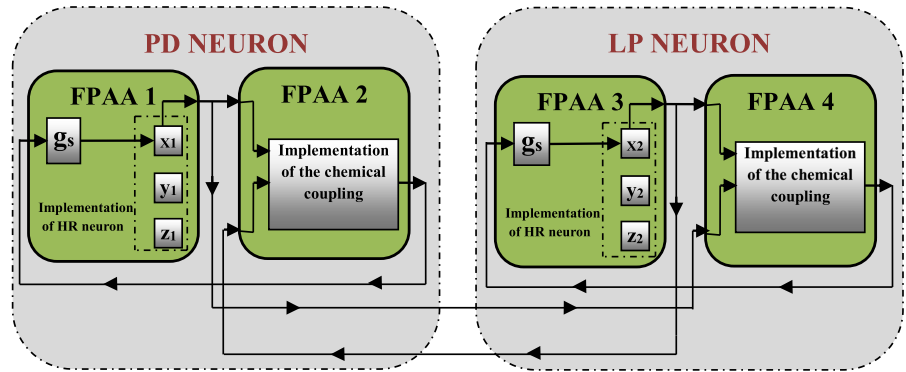 PD NEURON
FPAA 1
gs
x1
y1
z1
Implementation
of HR neuron
FPAA 2
Implementation
of the chemical
coupling
LP NEURON
FPAA 3
gs
x2
y2
z2
Implementation
of HR neuron
FPAA 4
Implementation
of the chemical
coupling